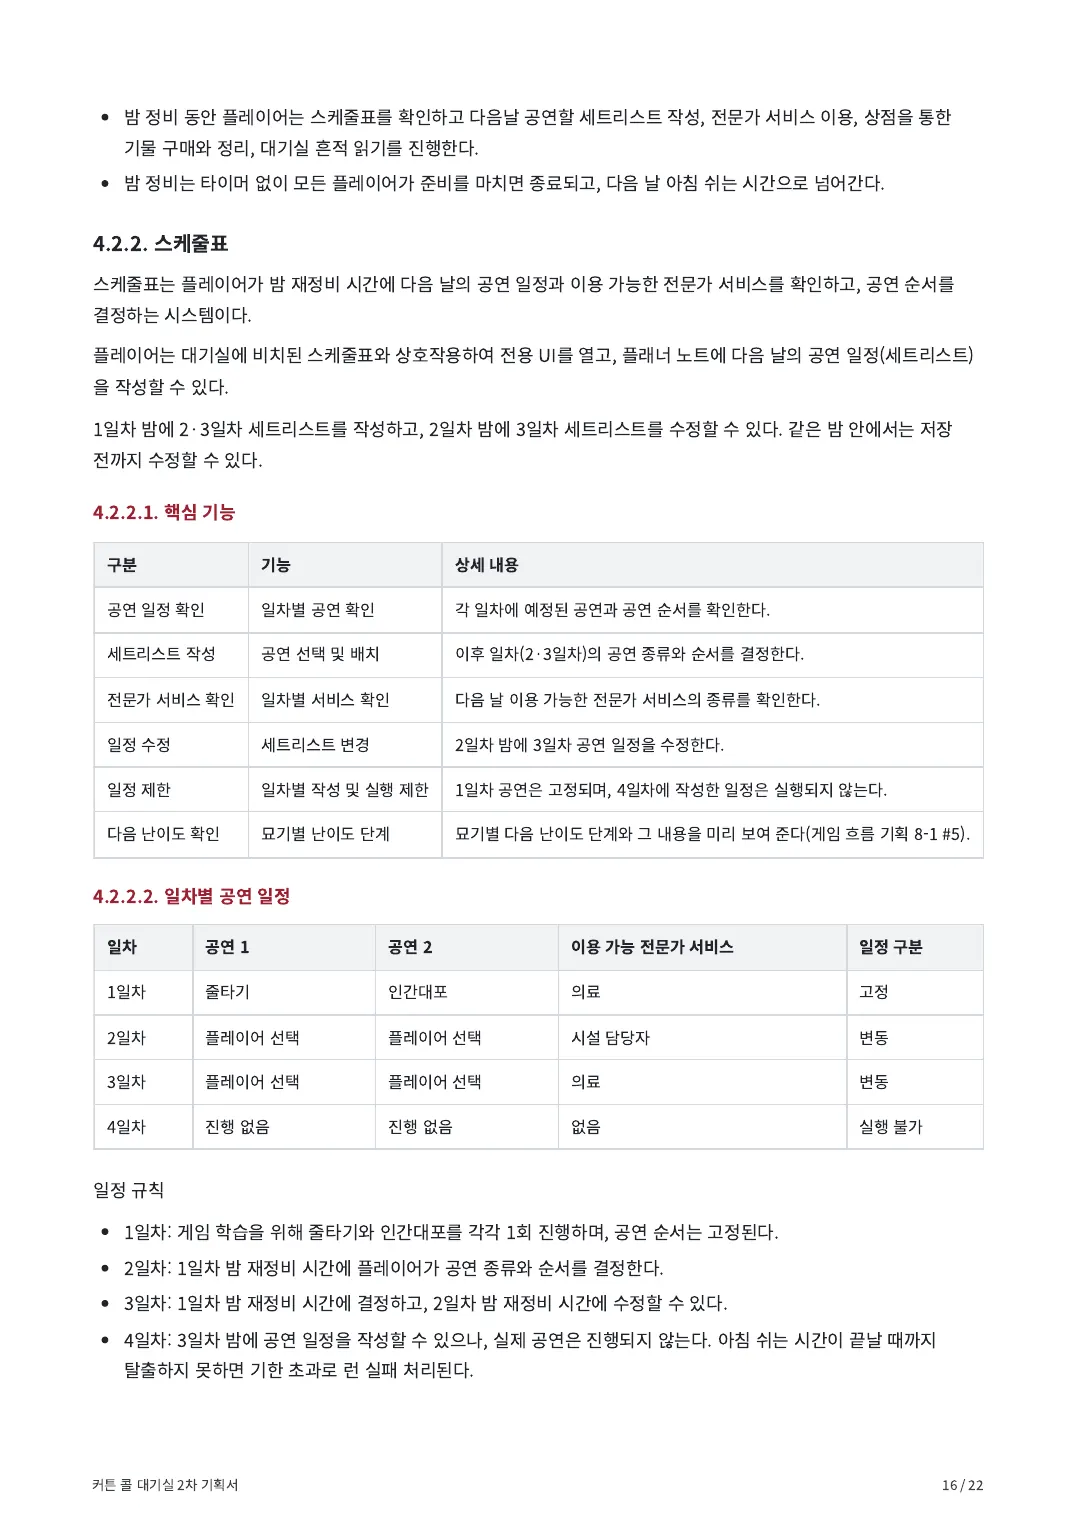 • 밤 정비 동안 플레이어는 스케줄표를 확인하고 다음날 공연할 세트리스트 작성, 전문가 서비스 이용, 상점을 통한
기물 구매와 정리, 대기실 흔적 읽기를 진행한다.
• 밤 정비는 타이머 없이 모든 플레이어가 준비를 마치면 종료되고, 다음 날 아침 쉬는 시간으로 넘어간다.
4.2.2. 스케줄표
스케줄표는 플레이어가 밤 재정비 시간에 다음 날의 공연 일정과 이용 가능한 전문가 서비스를 확인하고, 공연 순서를
결정하는 시스템이다.
플레이어는 대기실에 비치된 스케줄표와 상호작용하여 전용 UI를 열고, 플래너 노트에 다음 날의 공연 일정(세트리스트)
을 작성할 수 있다.
1일차 밤에 2·3일차 세트리스트를 작성하고, 2일차 밤에 3일차 세트리스트를 수정할 수 있다. 같은 밤 안에서는 저장
전까지 수정할 수 있다.
4.2.2.1. 핵심 기능
구분 기능 상세 내용
공연 일정 확인 일차별 공연 확인 각 일차에 예정된 공연과 공연 순서를 확인한다.
세트리스트 작성 공연 선택 및 배치 이후 일차(2·3일차)의 공연 종류와 순서를 결정한다.
전문가 서비스 확인 일차별 서비스 확인 다음 날 이용 가능한 전문가 서비스의 종류를 확인한다.
일정 수정 세트리스트 변경 2일차 밤에 3일차 공연 일정을 수정한다.
일정 제한 일차별 작성 및 실행 제한 1일차 공연은 고정되며, 4일차에 작성한 일정은 실행되지 않는다.
다음 난이도 확인 묘기별 난이도 단계 묘기별 다음 난이도 단계와 그 내용을 미리 보여 준다(게임 흐름 기획 8-1 #5).
4.2.2.2. 일차별 공연 일정
일차 공연 1 공연 2 이용 가능 전문가 서비스 일정 구분
1일차 줄타기 인간대포 의료 고정
2일차 플레이어 선택 플레이어 선택 시설 담당자 변동
3일차 플레이어 선택 플레이어 선택 의료 변동
4일차 진행 없음 진행 없음 없음 실행 불가
일정 규칙
• 1일차: 게임 학습을 위해 줄타기와 인간대포를 각각 1회 진행하며, 공연 순서는 고정된다.
• 2일차: 1일차 밤 재정비 시간에 플레이어가 공연 종류와 순서를 결정한다.
• 3일차: 1일차 밤 재정비 시간에 결정하고, 2일차 밤 재정비 시간에 수정할 수 있다.
• 4일차: 3일차 밤에 공연 일정을 작성할 수 있으나, 실제 공연은 진행되지 않는다. 아침 쉬는 시간이 끝날 때까지
탈출하지 못하면 기한 초과로 런 실패 처리된다.
커튼 콜 대기실 2차 기획서 16 / 22